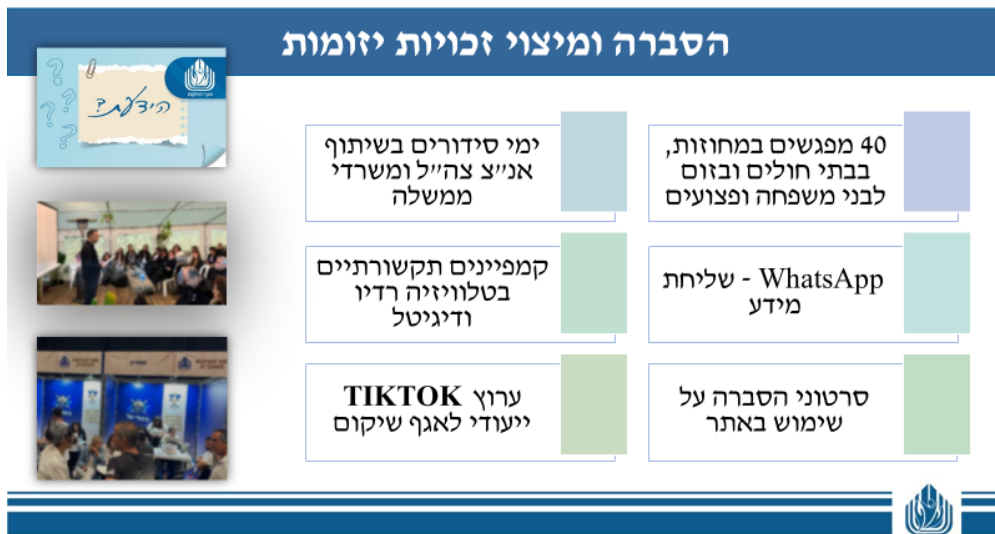 הסברה ומיצוי זכויות יזומות
הידעת?
40 מפגשים במחוזות,
בבתי חולים ובזום
לבני משפחה ופצועים
ימי סידורים בשיתוף
אנ״צ צה״ל ומשרדי
ממשלה
WhatsApp - שליחת
מידע
קמפיינים תקשורתיים
בטלוויזיה רדיו
ודיגיטל
סרטוני הסברה על
שימוש באתר
ערוץ TIKTOK
ייעודי לאגף שיקום